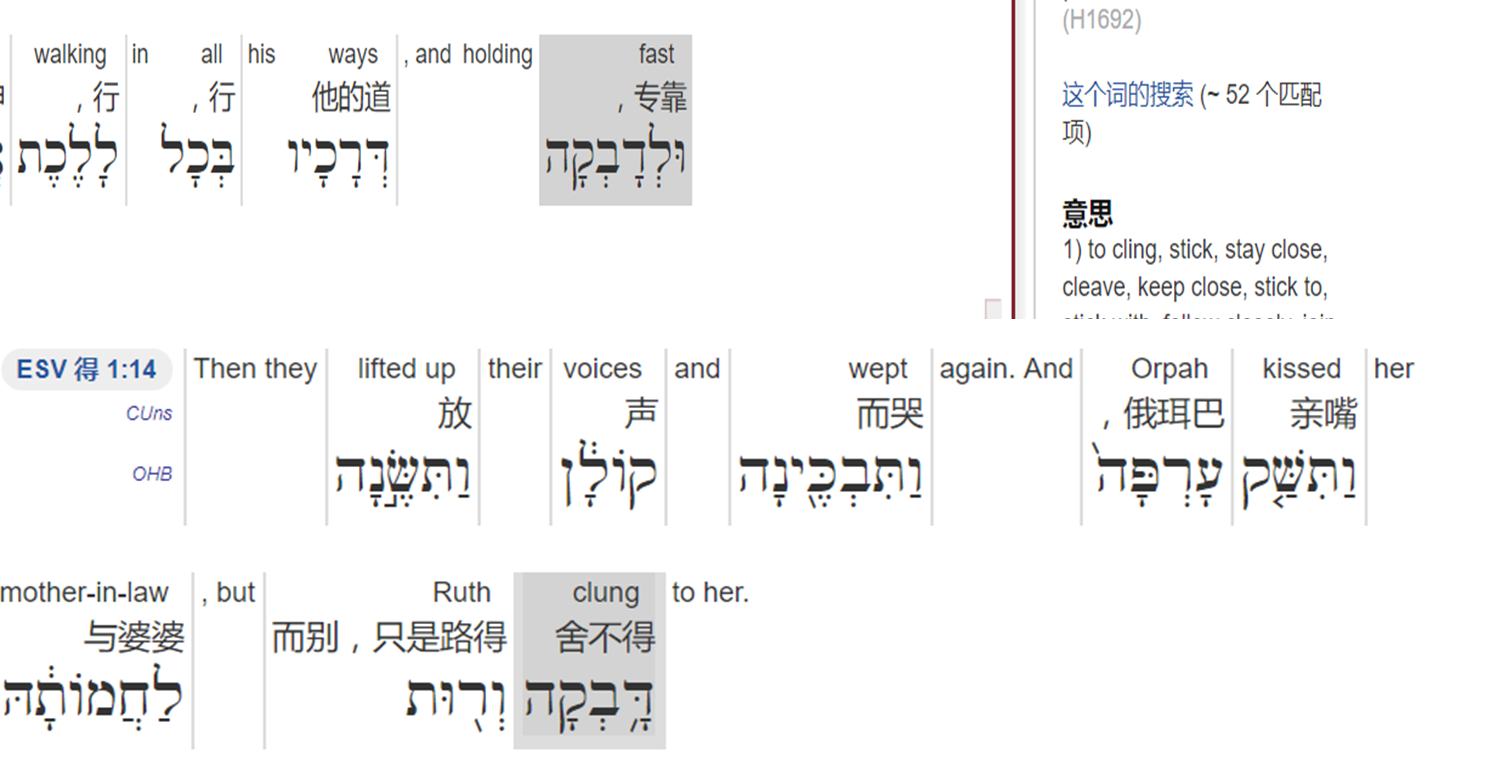 walking in all his ways , and holding fast
, 行 , 行 他的道 , 专靠
לָלֶכֶת בְּכָל דְּרָכָיו וּלְדָבְקָה
(H1692)
这个词的搜索 (~ 52 个匹配
项)
意思
1) to cling, stick, stay close,
cleave, keep close, stick to,
ESV 得 1:14 Then they lifted up their voices and wept again. And Orpah kissed her
CUns 放 声 而哭 , 俄珥巴 亲嘴
OHB וַתִּשֶּׂ֣נָה קוֹלָ֔ן וַתִּבְכֶּ֖ינָה עָרְפָּה֙ וַתִּשַּׁ֤ק
mother-in-law , but Ruth clung to her.
与婆婆 而别，只是路得 舍不得
לַחֲמוֹתָ֔הּ וְר֖וּת דָּ֥בְקָה